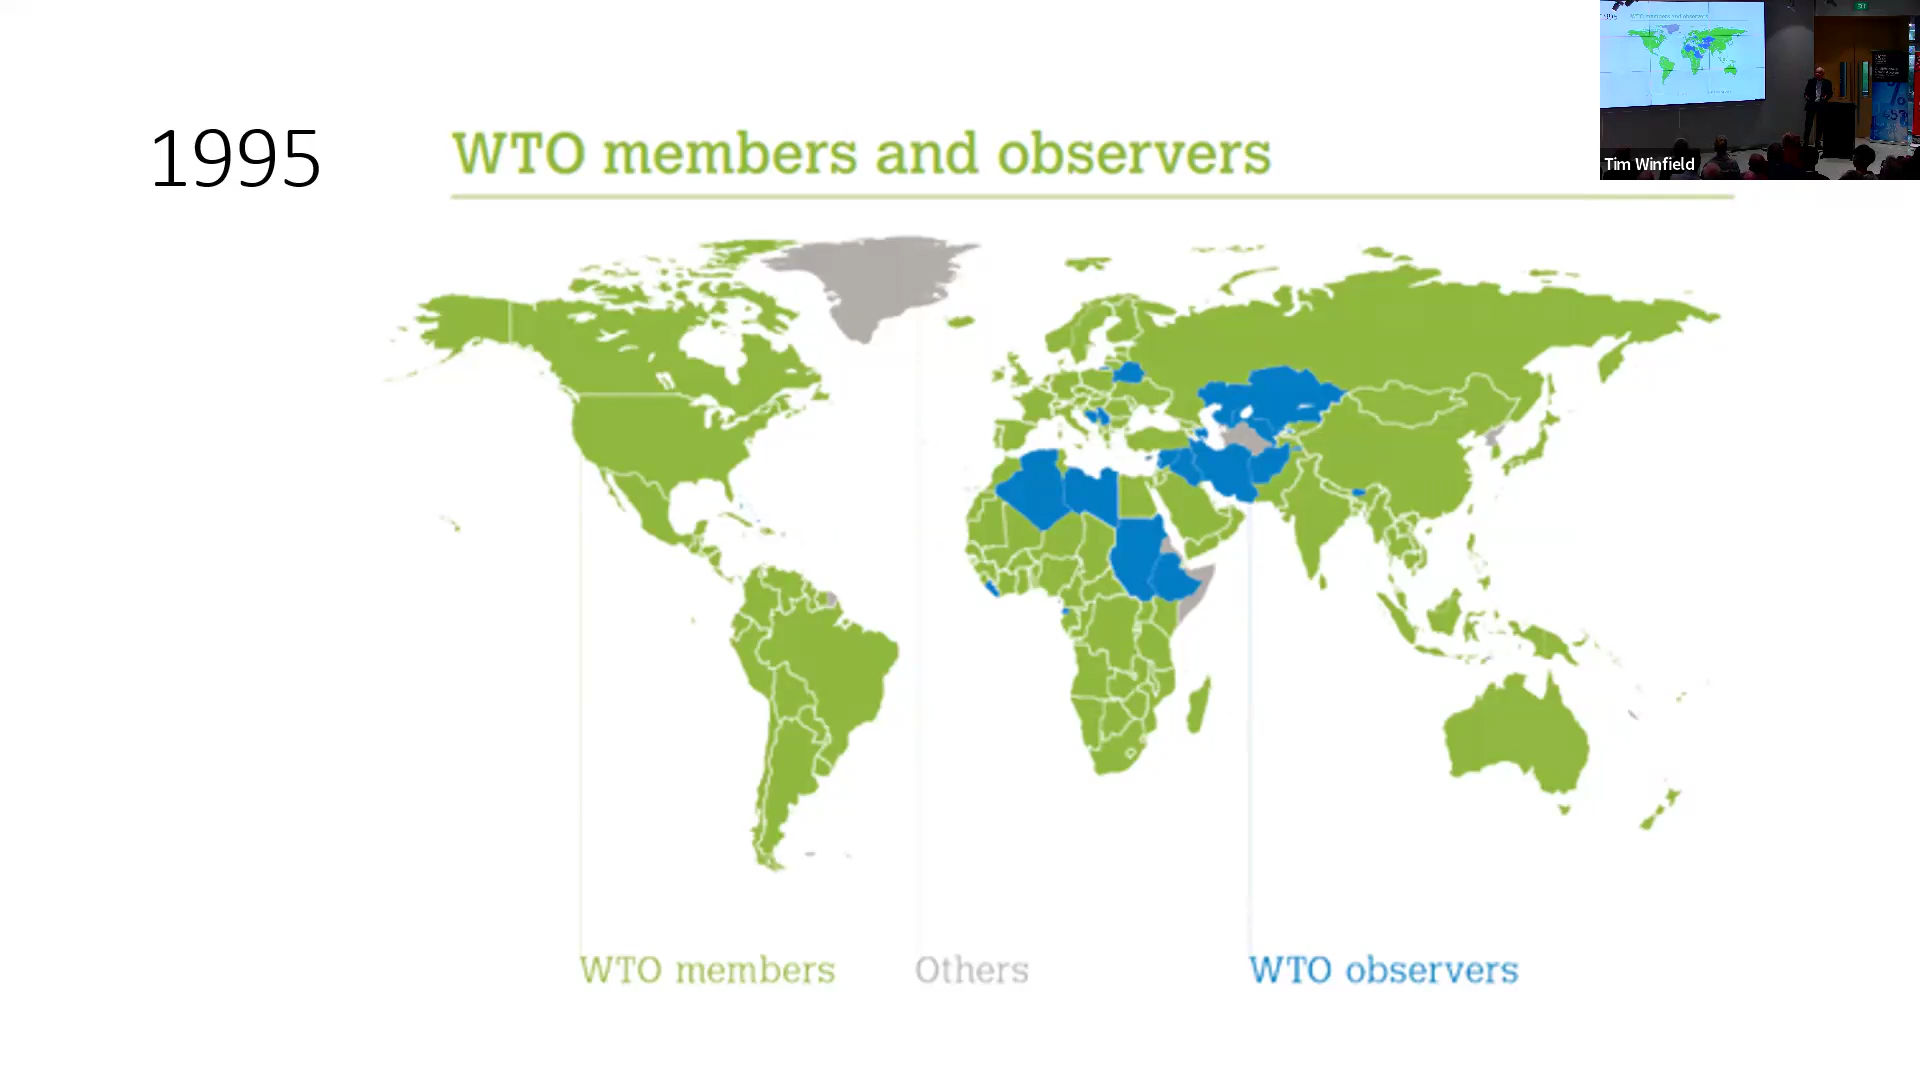 1995
WTO members and observers
Tim Winfield
WTO members
Others
WTO observers